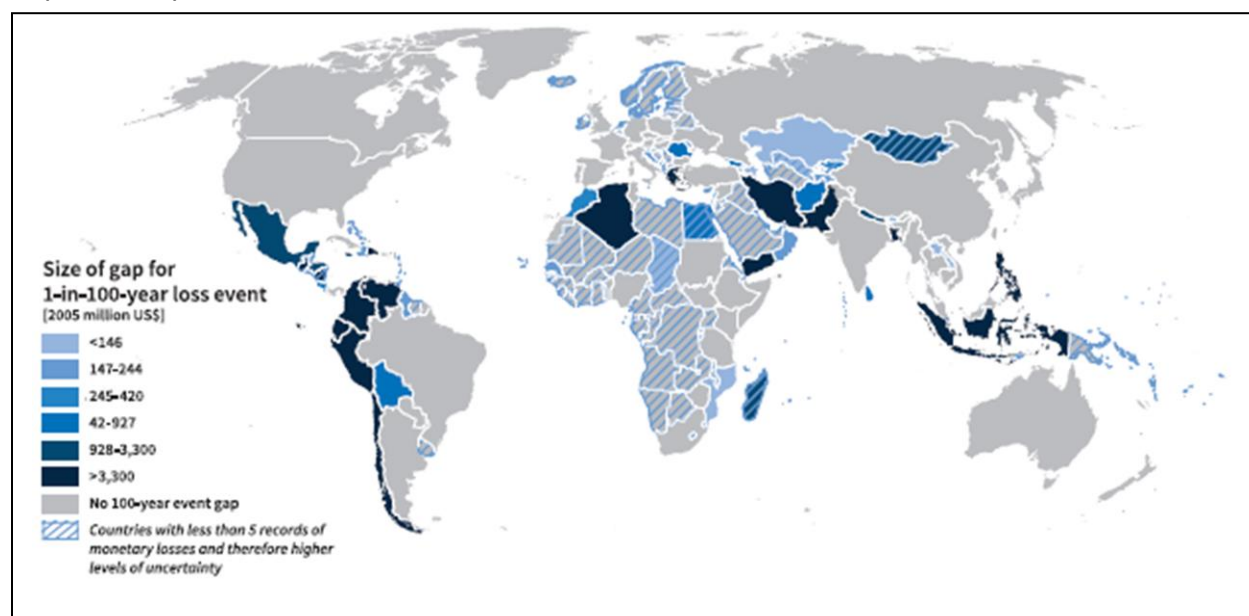 Size of gap for
1-in-100-year loss event
[2005 million US$]
<146
147-244
245-420
42-927
928-3,300
>3,300
No 100-year event gap
Countries with less than 5 records of
monetary losses and therefore higher
levels of uncertainty